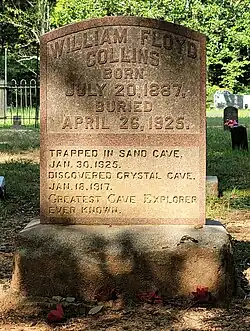 WILLIAM FLOYD
COLLINS
BORN
JULY 20, 1887.
BURIED
APRIL 26, 1925.
TRAPPED IN SAND CAVE,
JAN. 30, 1925.
DISCOVERED CRYSTAL CAVE,
JAN. 18, 1917.
GREATEST CAVE EXPLORER
EVER KNOWN.